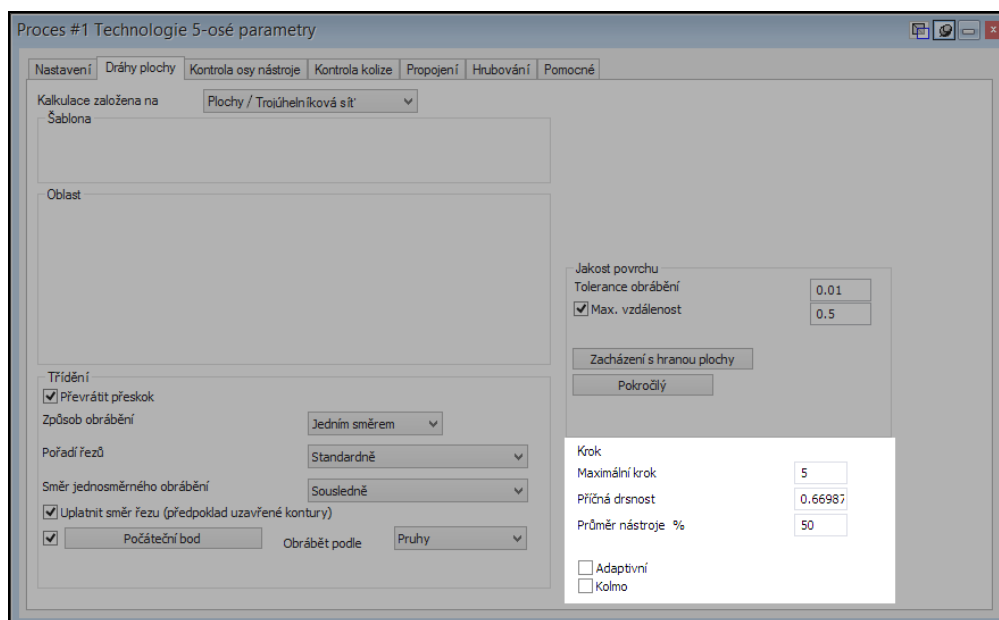 Proces #1 Technologie 5-osé parametry
Nastavení Dráhy plochy Kontrola osy nástroje Kontrola kolize Propojení Hrubování Pomocné
Kalkulace založena na Plochy / Trojúhelníková síť
Šablona
Oblast
Jakost povrchu
Tolerance obrábění 0.01
Max. vzdálenost 0.5
Zacházení s hranou plochy
Pokročilý
Třídění
Převrátit přeskok
Způsob obrábění Jedním směrem
Pořadí řezů Standardně
Směr jednosměrného obrábění Sousledně
Uplatnit směr řezu (předpoklad uzavřené kontury)
Počáteční bod Obrábět podle Pruhy
Krok
Maximální krok 5
Příčná drsnost 0.66987
Průměr nástroje % 50
Adaptivní
Kolmo